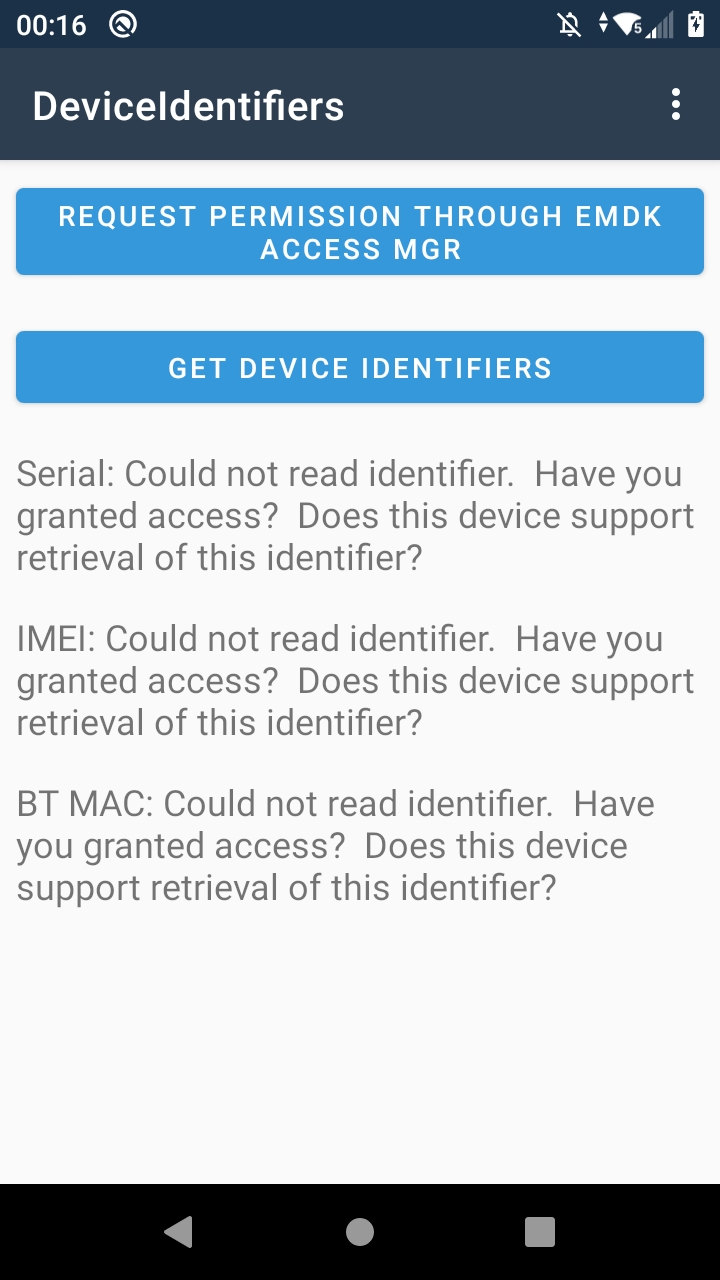 00:16
5
DeviceIdentifiers
REQUEST PERMISSION THROUGH EMDK
ACCESS MGR
GET DEVICE IDENTIFIERS
Serial: Could not read identifier.  Have you
granted access?  Does this device support
retrieval of this identifier?
IMEI: Could not read identifier.  Have you
granted access?  Does this device support
retrieval of this identifier?
BT MAC: Could not read identifier.  Have
you granted access?  Does this device
support retrieval of this identifier?